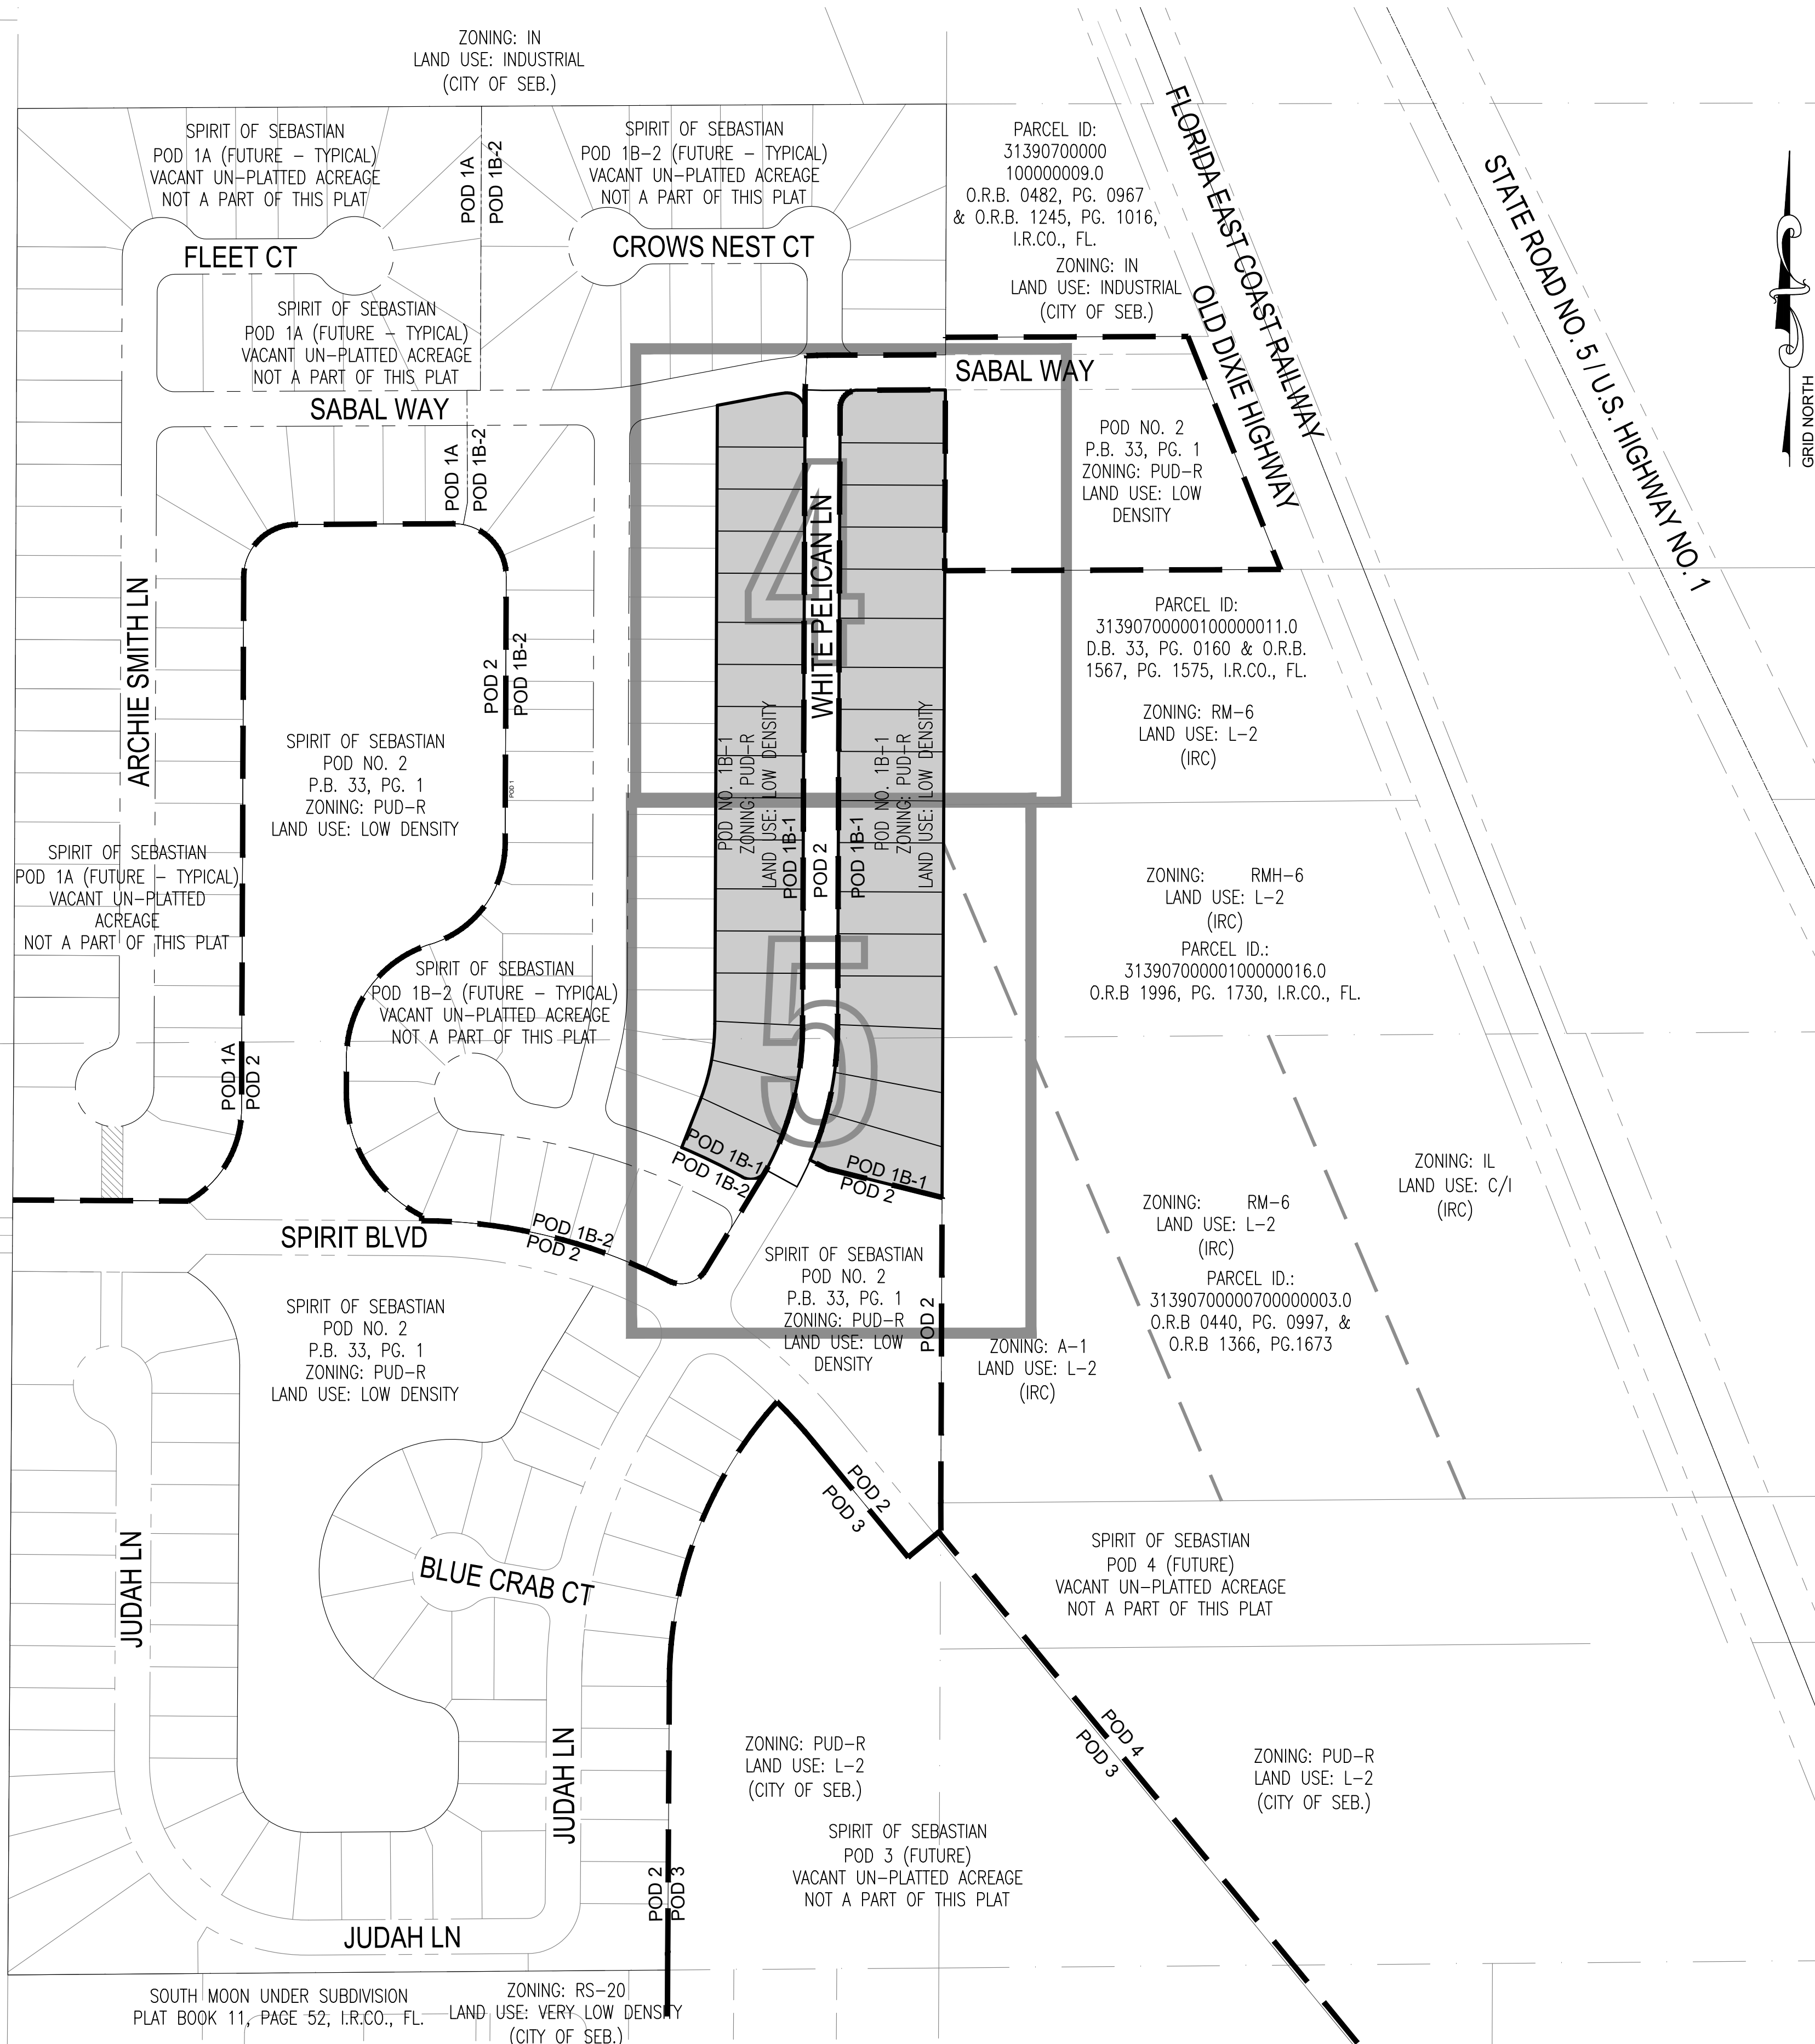 ZONING: IN
LAND USE: INDUSTRIAL
(CITY OF SEB.)
SPIRIT OF SEBASTIAN
POD 1A (FUTURE – TYPICAL)
VACANT UN–PLATTED ACREAGE
NOT A PART OF THIS PLAT
POD 1A
POD 1B-2
SPIRIT OF SEBASTIAN
POD 1B–2 (FUTURE – TYPICAL)
VACANT UN–PLATTED ACREAGE
NOT A PART OF THIS PLAT
PARCEL ID:
31390700000
100000009.0
O.R.B. 0482, PG. 0967
& O.R.B. 1245, PG. 1016,
I.R.CO., FL.
ZONING: IN
LAND USE: INDUSTRIAL
(CITY OF SEB.)
FLORIDA EAST COAST RAILWAY
OLD DIXIE HIGHWAY
STATE ROAD NO. 5 / U.S. HIGHWAY NO. 1
GRID NORTH
FLEET CT
CROWS NEST CT
SPIRIT OF SEBASTIAN
POD 1A (FUTURE – TYPICAL)
VACANT UN–PLATTED ACREAGE
NOT A PART OF THIS PLAT
SABAL WAY
SABAL WAY
POD 1A
POD 1B-2
POD NO. 2
P.B. 33, PG. 1
ZONING: PUD–R
LAND USE: LOW
DENSITY
4
WHITE PELICAN LN
ARCHIE SMITH LN
POD 2
POD 1B-2
POD 1
PARCEL ID:
31390700000100000011.0
D.B. 33, PG. 0160 & O.R.B.
1567, PG. 1575, I.R.CO., FL.
ZONING: RM–6
LAND USE: L–2
(IRC)
SPIRIT OF SEBASTIAN
POD NO. 2
P.B. 33, PG. 1
ZONING: PUD–R
LAND USE: LOW DENSITY
POD NO. 1B–1
ZONING: PUD–R
LAND USE: LOW DENSITY
POD 1B-1
POD 2
POD 1B-1
POD NO. 1B–1
ZONING: PUD–R
LAND USE: LOW DENSITY
SPIRIT OF SEBASTIAN
POD 1A (FUTURE – TYPICAL)
VACANT UN–PLATTED
ACREAGE
NOT A PART OF THIS PLAT
ZONING: RMH–6
LAND USE: L–2
(IRC)
PARCEL ID.:
31390700000100000016.0
O.R.B 1996, PG. 1730, I.R.CO., FL.
SPIRIT OF SEBASTIAN
POD 1B–2 (FUTURE – TYPICAL)
VACANT UN–PLATTED ACREAGE
NOT A PART OF THIS PLAT
5
POD 1A
POD 2
POD 1B-1
POD 1B-2
POD 1B-1
POD 2
ZONING: IL
LAND USE: C/I
(IRC)
ZONING: RM–6
LAND USE: L–2
(IRC)
PARCEL ID.:
31390700000700000003.0
O.R.B 0440, PG. 0997, &
O.R.B 1366, PG.1673
SPIRIT BLVD
POD 1B-2
POD 2
SPIRIT OF SEBASTIAN
POD NO. 2
P.B. 33, PG. 1
ZONING: PUD–R
LAND USE: LOW
DENSITY
POD 2
ZONING: A–1
LAND USE: L–2
(IRC)
SPIRIT OF SEBASTIAN
POD NO. 2
P.B. 33, PG. 1
ZONING: PUD–R
LAND USE: LOW DENSITY
POD 2
POD 3
JUDAH LN
BLUE CRAB CT
SPIRIT OF SEBASTIAN
POD 4 (FUTURE)
VACANT UN–PLATTED ACREAGE
NOT A PART OF THIS PLAT
JUDAH LN
ZONING: PUD–R
LAND USE: L–2
(CITY OF SEB.)
POD 4
POD 3
ZONING: PUD–R
LAND USE: L–2
(CITY OF SEB.)
SPIRIT OF SEBASTIAN
POD 3 (FUTURE)
VACANT UN–PLATTED ACREAGE
NOT A PART OF THIS PLAT
POD 2
POD 3
JUDAH LN
SOUTH MOON UNDER SUBDIVISION
PLAT BOOK 11, PAGE 52, I.R.CO., FL.
ZONING: RS–20
LAND USE: VERY LOW DENSITY
(CITY OF SEB.)